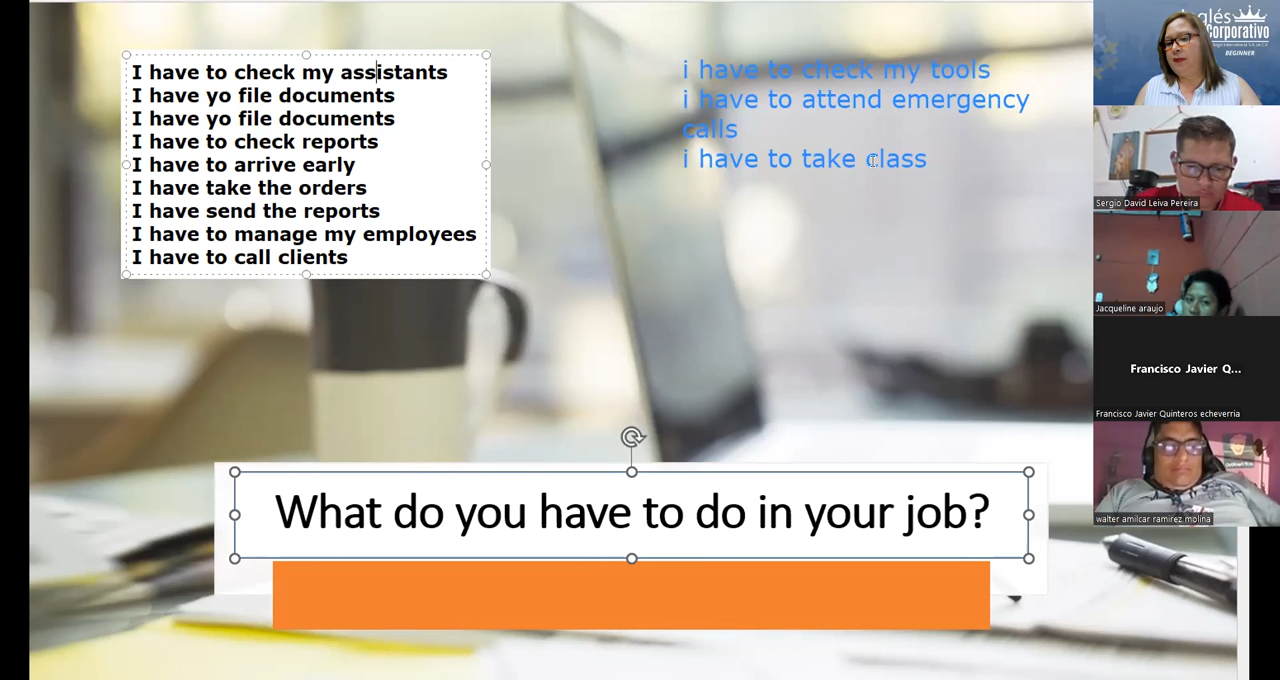 I have to check my assistants
I have yo file documents
I have yo file documents
I have to check reports
I have to arrive early
I have take the orders
I have send the reports
I have to manage my employees
I have to call clients
i have to check my tools
i have to attend emergency
calls
i have to take class
What do you have to do in your job?
inglés
Corporativo
BEGINNER
Sergio David Leiva Pereira
Jacqueline araujo
Francisco Javier Q...
Francisco Javier Quinteros echeverria
walter amilcar ramirez molina